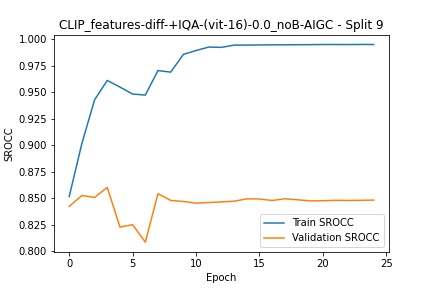 CLIP_features-diff-+IQA-(vit-16)-0.0_noB-AIGC - Split 9
1.000
0.975
0.950
0.925
0.900
0.875
0.850
0.825
0.800
SROCC
Train SROCC
Validation SROCC
0 5 10 15 20 25
Epoch